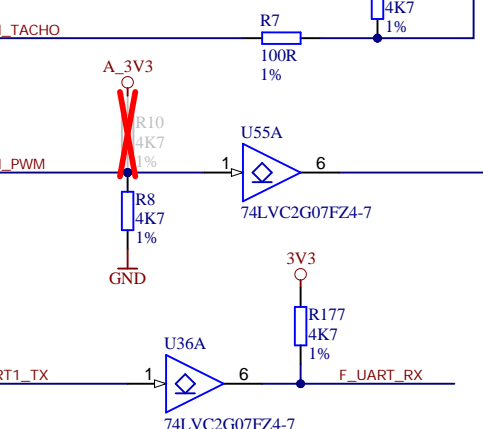 _TACHO
R7
100R
1%
4K7
1%
A_3V3
R10
4K7
1%
_PWM
R8
4K7
1%
GND
U55A
1
6
74LVC2G07FZ4-7
3V3
R177
4K7
1%
U36A
1
6
RT1_TX
F_UART_RX
74LVC2G07FZ4-7